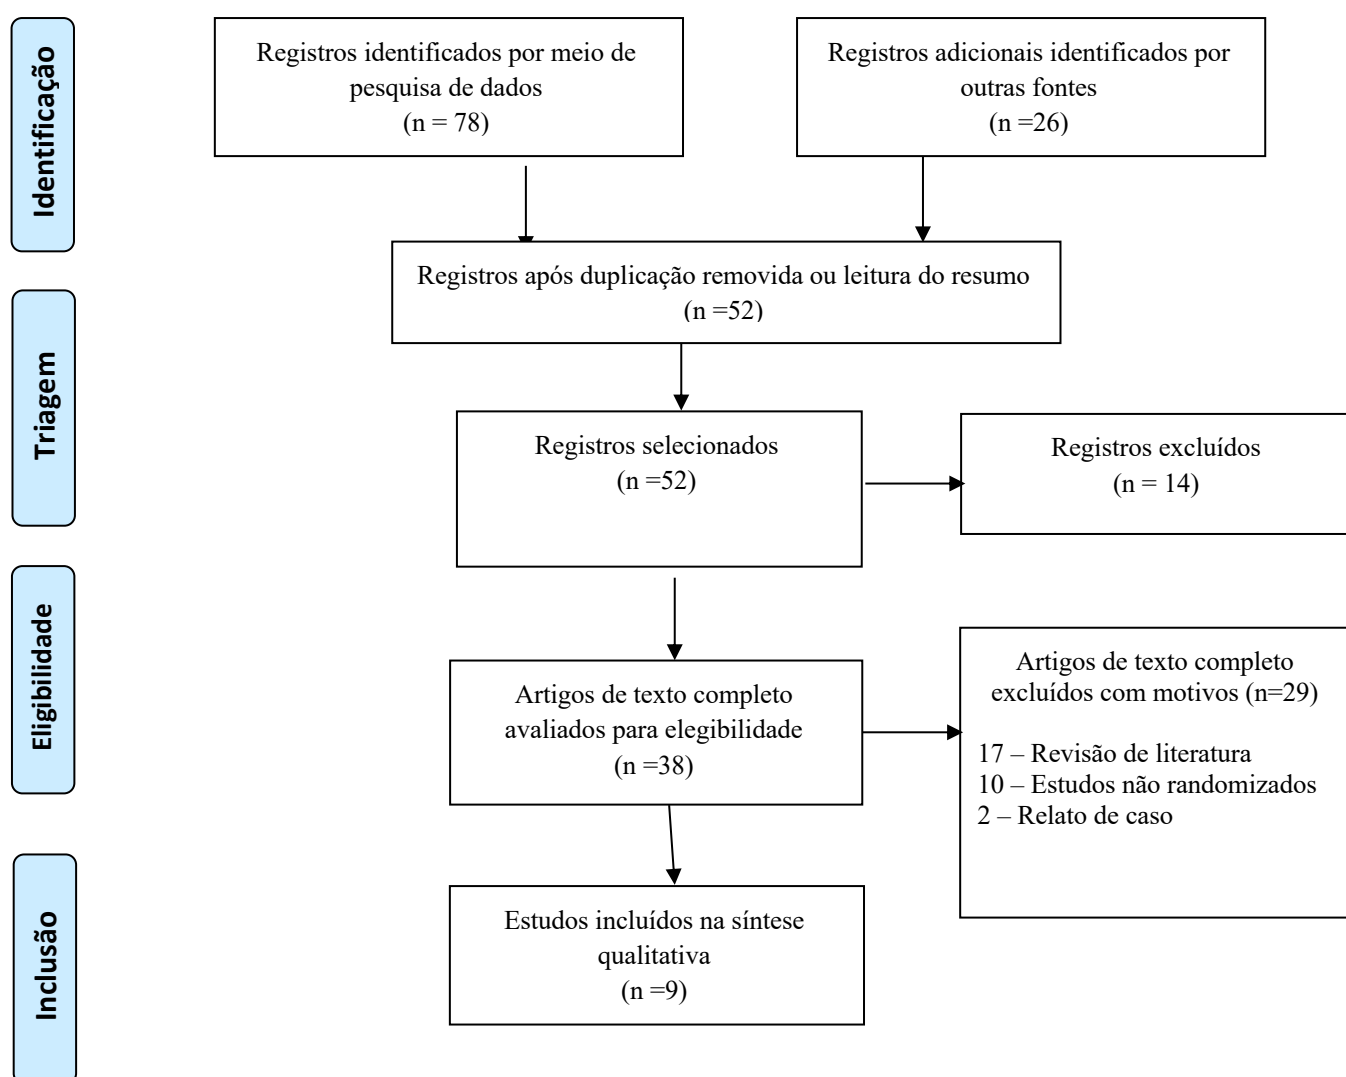 Identificação
Registros identificados por meio de
pesquisa de dados
(n = 78)
Registros adicionais identificados por
outras fontes
(n =26)
Registros após duplicação removida ou leitura do resumo
(n =52)
Triagem
Registros selecionados
(n =52)
Registros excluídos
(n = 14)
Eligibilidade
Artigos de texto completo
avaliados para elegibilidade
(n =38)
Artigos de texto completo
excluídos com motivos (n=29)
17 – Revisão de literatura
10 – Estudos não randomizados
2 – Relato de caso
Inclusão
Estudos incluídos na síntese
qualitativa
(n =9)